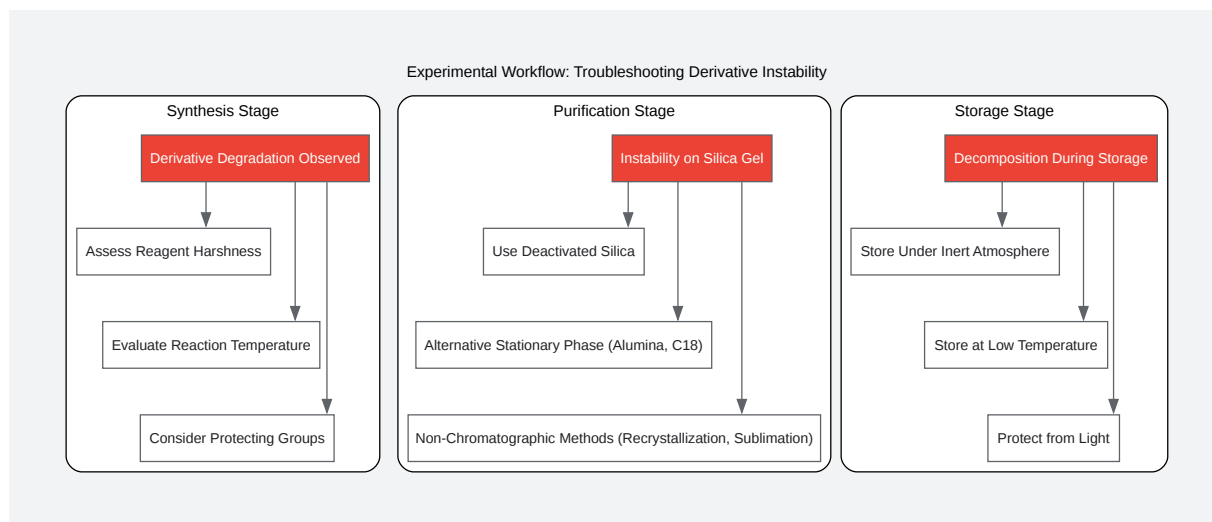 Experimental Workflow: Troubleshooting Derivative Instability
Synthesis Stage
Derivative Degradation Observed
Assess Reagent Harshness
Evaluate Reaction Temperature
Consider Protecting Groups
Purification Stage
Instability on Silica Gel
Use Deactivated Silica
Alternative Stationary Phase (Alumina, C18)
Non-Chromatographic Methods (Recrystallization, Sublimation)
Storage Stage
Decomposition During Storage
Store Under Inert Atmosphere
Store at Low Temperature
Protect from Light